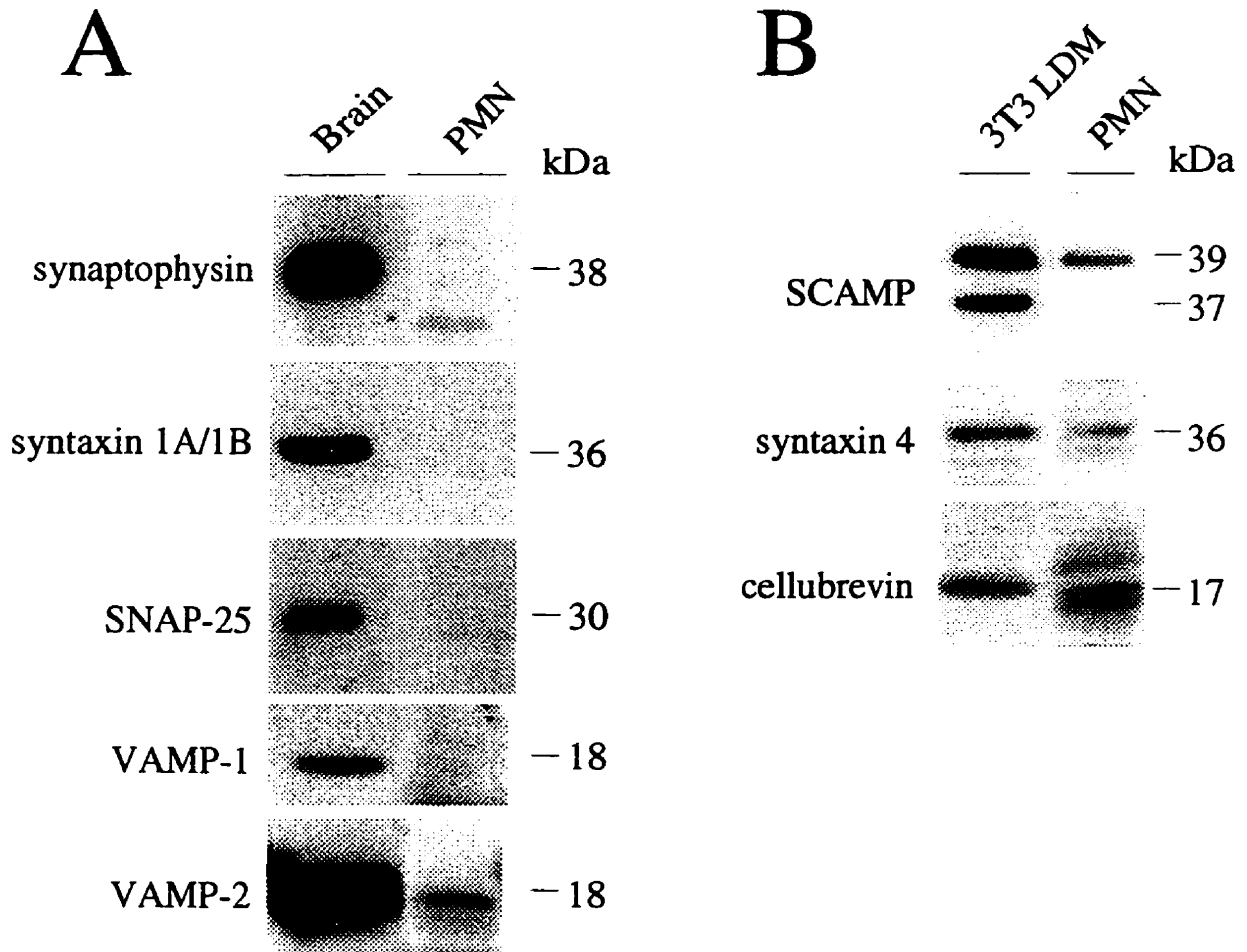 A
Brain
PMN
kDa
synaptophysin
—38
syntaxin 1A/1B
—36
SNAP-25
—30
VAMP-1
—18
VAMP-2
—18
B
3T3 LDM
PMN
kDa
SCAMP
—39
—37
syntaxin 4
—36
cellubrevin
—17